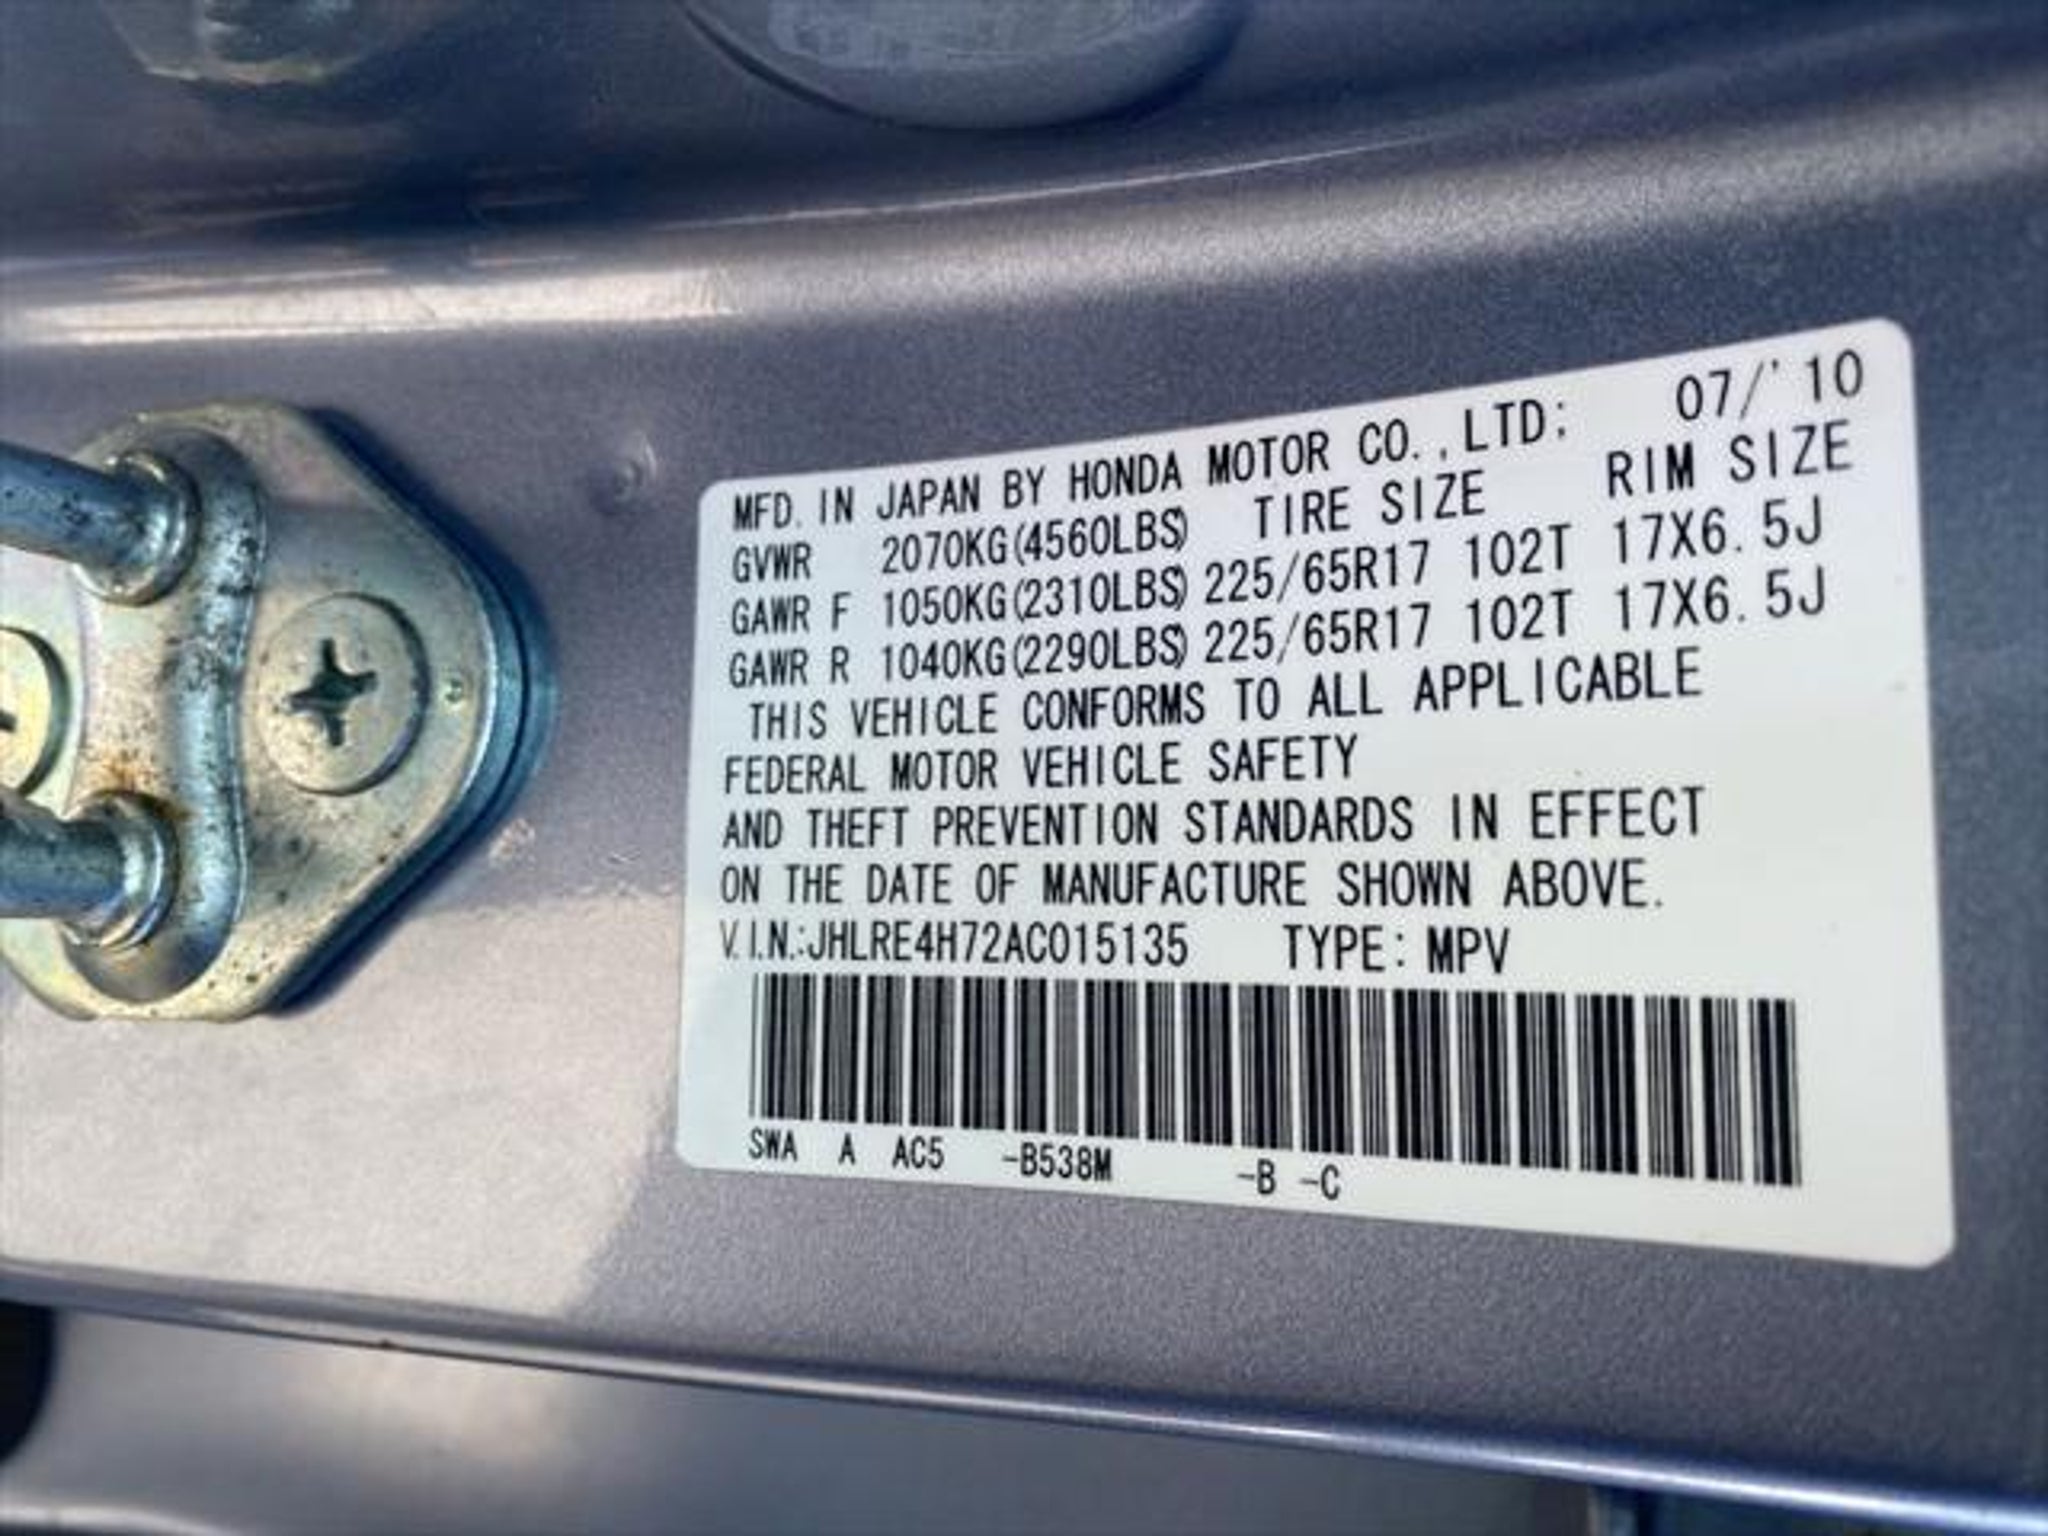 MFD. IN JAPAN BY HONDA MOTOR CO.,LTD; 07/'10
GVWR 2070KG(4560LBS) TIRE SIZE RIM SIZE
GAWR F 1050KG(2310LBS) 225/65R17 102T 17X6.5J
GAWR R 1040KG(2290LBS) 225/65R17 102T 17X6.5J
THIS VEHICLE CONFORMS TO ALL APPLICABLE
FEDERAL MOTOR VEHICLE SAFETY
AND THEFT PREVENTION STANDARDS IN EFFECT
ON THE DATE OF MANUFACTURE SHOWN ABOVE.
V.I.N.:JHLRE4H72AC015135 TYPE: MPV
SWA A AC5 -B538M -B -C